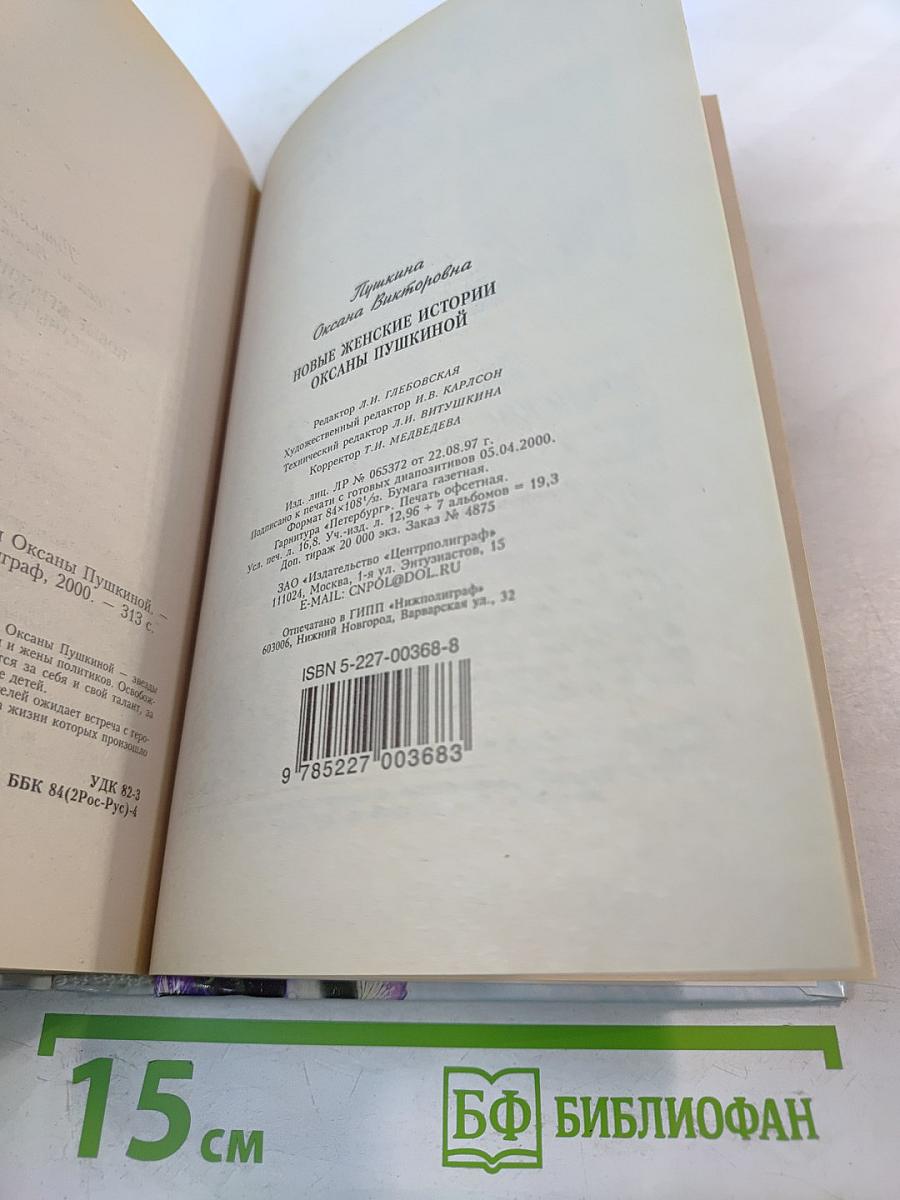 и Оксаны Пушкиной. —
играф, 2000. — 313 с.
Оксаны Пушкиной — звезды
и и жены политиков. Освобож-
тся за себя и свой талант, за
е детей.
телей ожидает встреча с геро-
в жизни которых произошло
УДК 82-3
ББК 84(2Рос-Рус)-4
Пушкина
Оксана Викторовна
НОВЫЕ ЖЕНСКИЕ ИСТОРИИ
ОКСАНЫ ПУШКИНОЙ
Редактор Л.И. ГЛЕБОВСКАЯ
Художественный редактор И.В. КАРЛСОН
Технический редактор Л.И. ВИТУШКИНА
Корректор Т.И. МЕДВЕДЕВА
Изд. лиц. ЛР № 065372 от 22.08.97 г.
Подписано к печати с готовых диапозитивов 05.04.2000.
Формат 84×108¹/₃₂. Бумага газетная.
Гарнитура «Петербург». Печать офсетная.
Усл. печ. л. 16,8. Уч.-изд. л. 12,96 + 7 альбомов = 19,3
Доп. тираж 20 000 экз. Заказ № 4875
ЗАО «Издательство «Центрполиграф»
111024, Москва, 1-я ул. Энтузиастов, 15
E-MAIL: CNPOL@DOL.RU
Отпечатано в ГИПП «Нижполиграф»
603006, Нижний Новгород, Варварская ул., 32
ISBN 5-227-00368-8
9 785227 003683
15 см
БФ БИБЛИОФАН